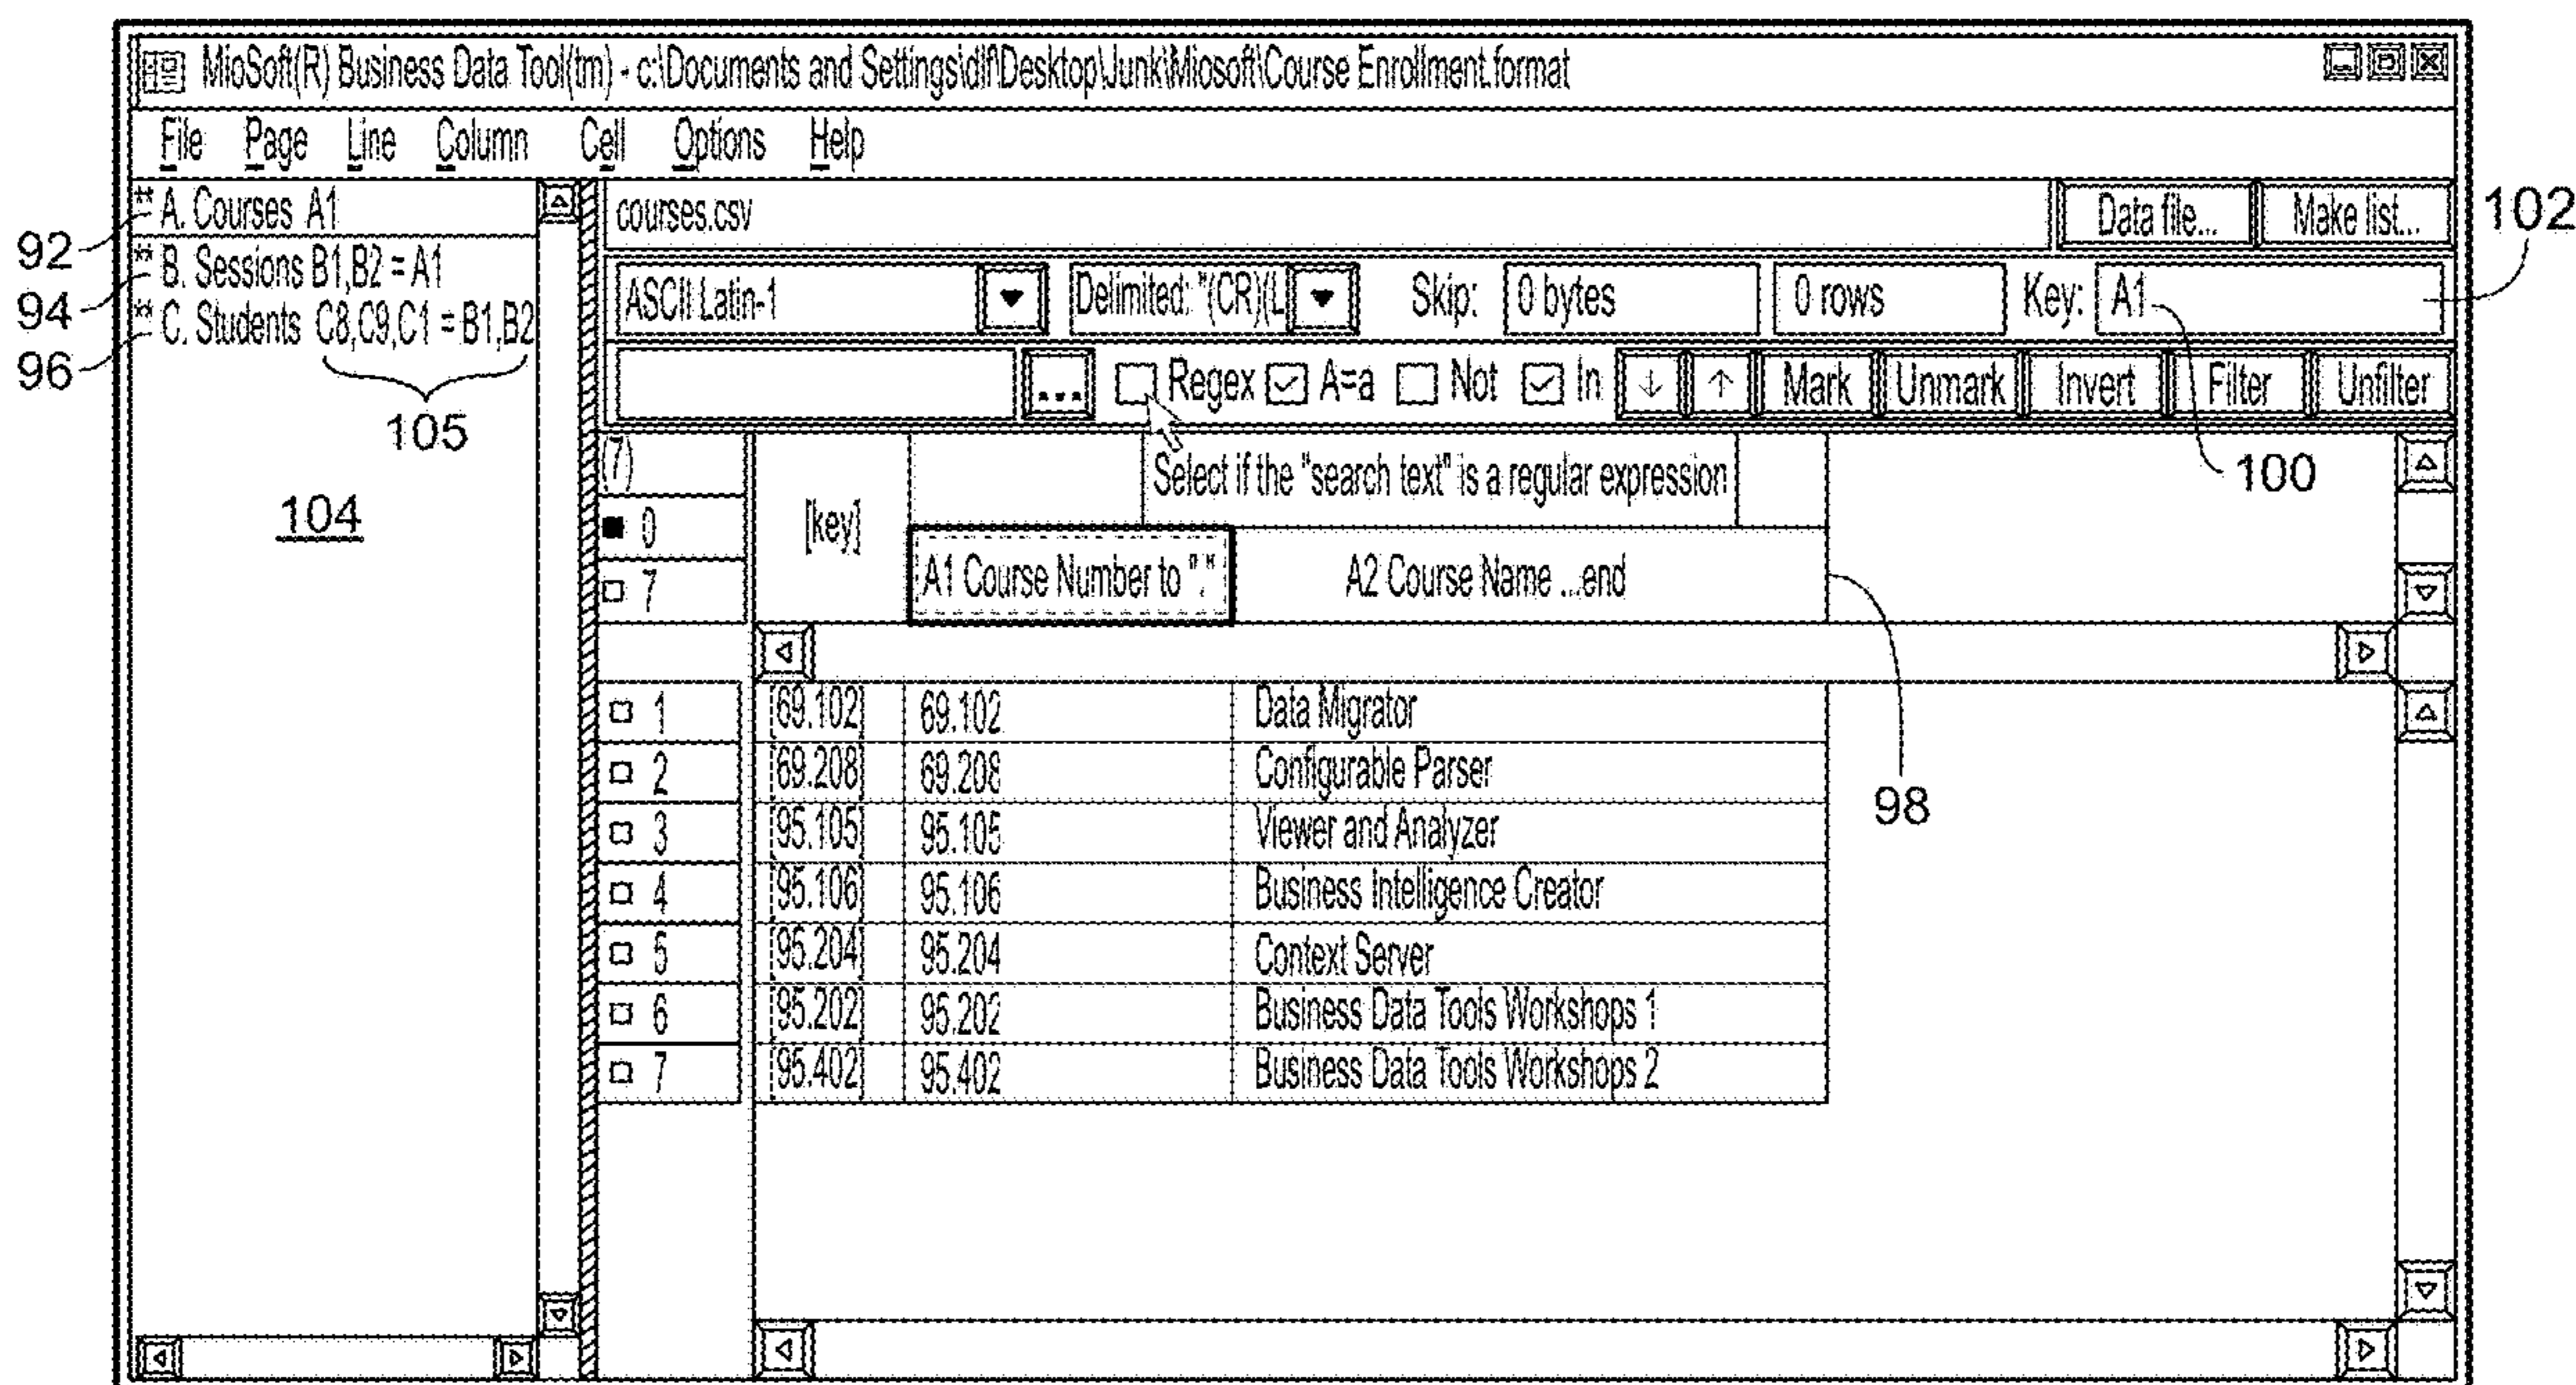 MioSoft(R) Business Data Tool(tm) - c:\Documents and Settings\dlf\Desktop\Junk\Miosoft\Course Enrollment.format
File Page Line Column Cell Options Help
A. Courses A1
B. Sessions B1,B2 = A1
C. Students C8,C9,C1 = B1,B2
92
94
96
105
104
courses.csv Data file... Make list...
102
ASCII Latin-1 Delimited: "(CR)(L Skip: 0 bytes 0 rows Key: A1
... Regex A=a Not In ↓ ↑ Mark Unmark Invert Filter Unfilter
(7)
Select if the "search text" is a regular expression
100
0
[key]
7
A1 Course Number to "." A2 Course Name ...end
98
1 69.102 69.102 Data Migrator
2 69.208 69.208 Configurable Parser
3 95.105 95.105 Viewer and Analyzer
4 95.106 95.106 Business Intelligence Creator
5 95.204 95.204 Context Server
6 95.202 95.202 Business Data Tools Workshops 1
7 95.402 95.402 Business Data Tools Workshops 2